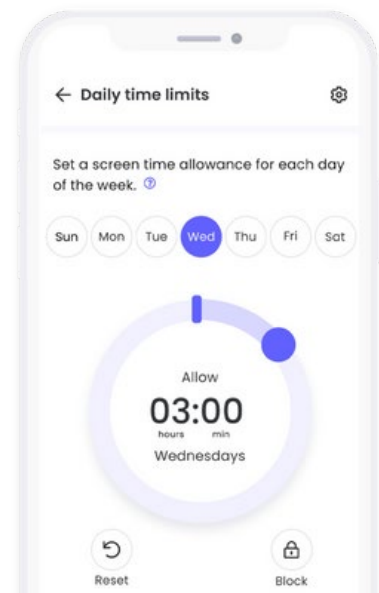 Daily time limits
Set a screen time allowance for each day
of the week. ?
Sun Mon Tue Wed Thu Fri Sat
Allow
03:00
hours min
Wednesdays
Reset Block